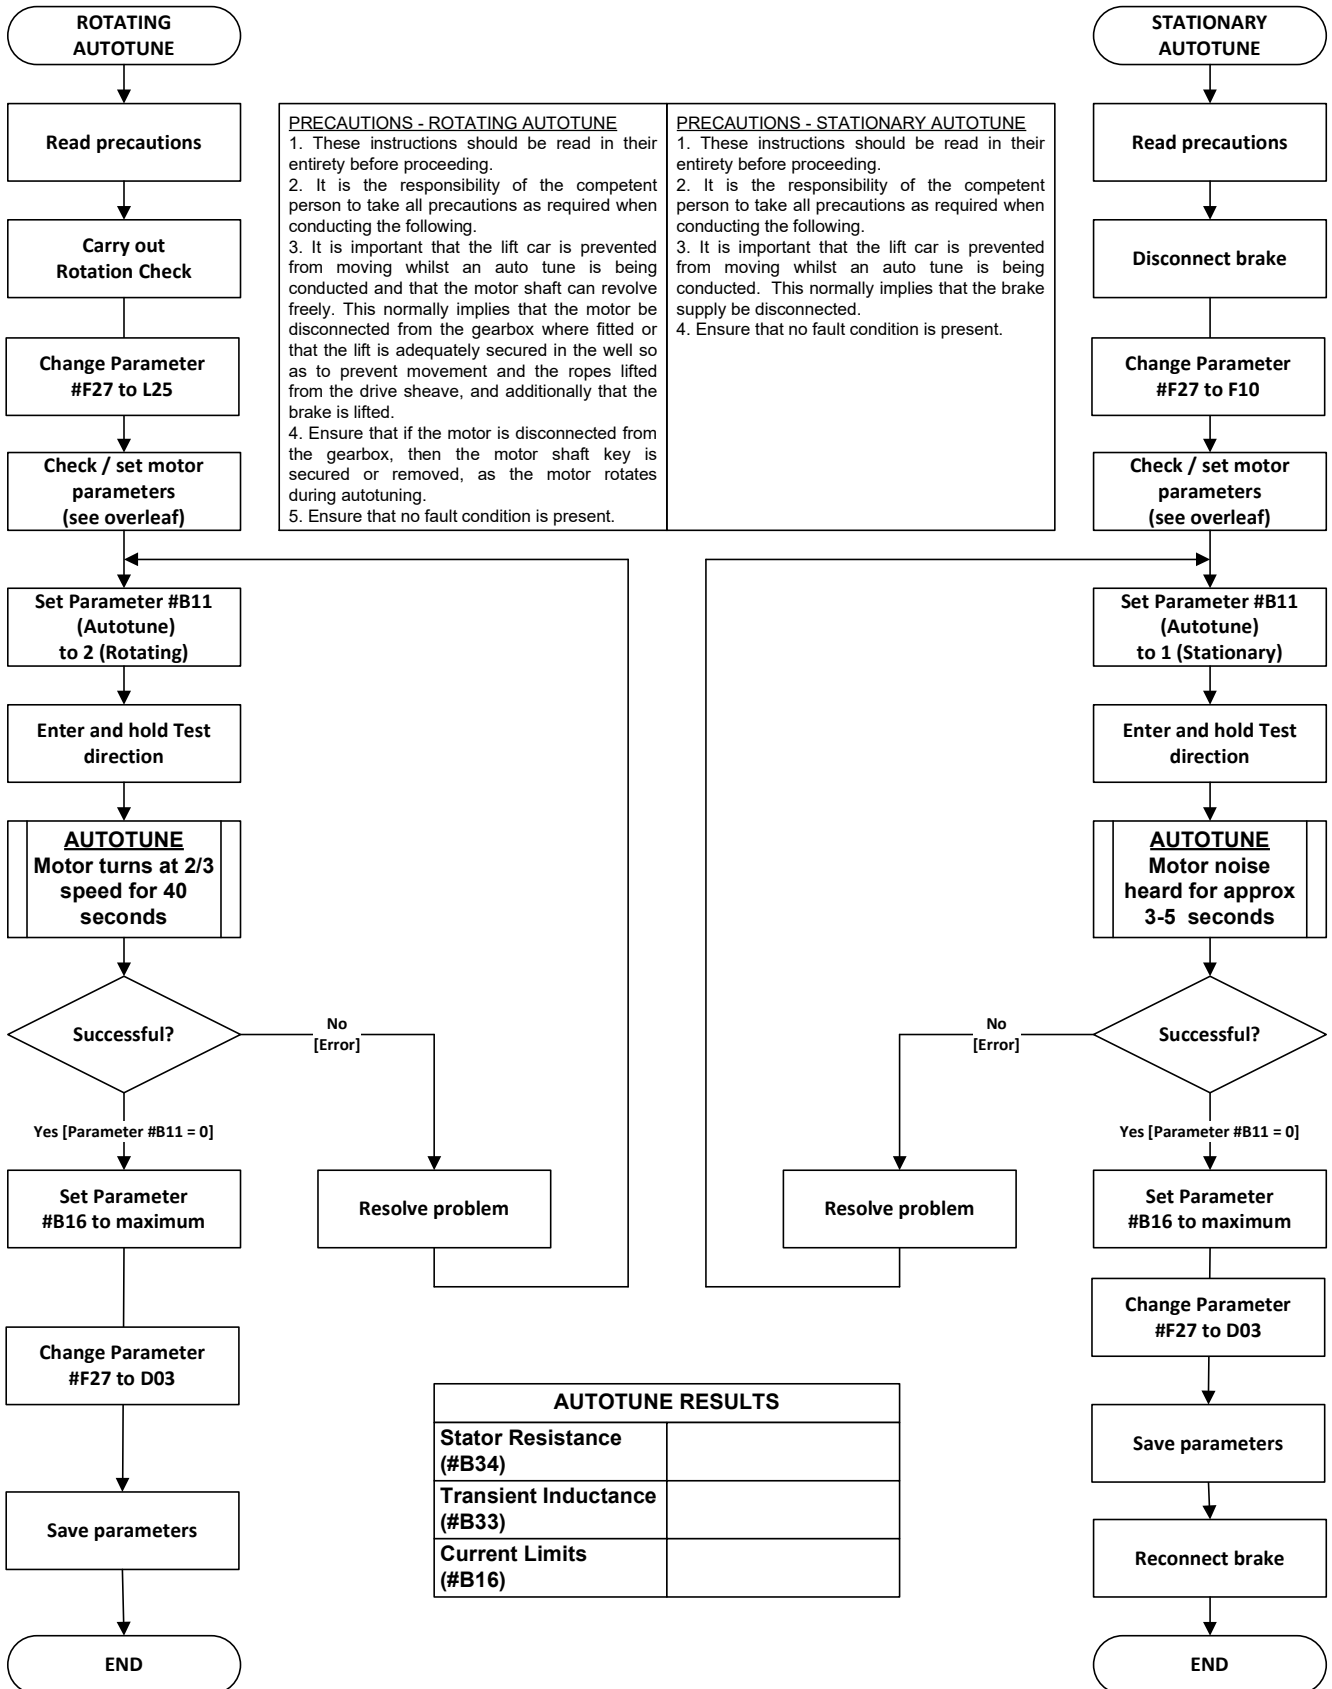 ROTATING
AUTOTUNE
Read precautions
Carry out
Rotation Check
Change Parameter
#F27 to L25
Check / set motor
parameters
(see overleaf)
Set Parameter #B11
(Autotune)
to 2 (Rotating)
Enter and hold Test
direction
AUTOTUNE
Motor turns at 2/3
speed for 40
seconds
Successful?
No
[Error]
Yes [Parameter #B11 = 0]
Resolve problem
Set Parameter
#B16 to maximum
Change Parameter
#F27 to D03
Save parameters
END
PRECAUTIONS - ROTATING AUTOTUNE
1. These instructions should be read in their
entirety before proceeding.
2. It is the responsibility of the competent
person to take all precautions as required when
conducting the following.
3. It is important that the lift car is prevented
from moving whilst an auto tune is being
conducted and that the motor shaft can revolve
freely. This normally implies that the motor be
disconnected from the gearbox where fitted or
that the lift is adequately secured in the well so
as to prevent movement and the ropes lifted
from the drive sheave, and additionally that the
brake is lifted.
4. Ensure that if the motor is disconnected from
the gearbox, then the motor shaft key is
secured or removed, as the motor rotates
during autotuning.
5. Ensure that no fault condition is present.
PRECAUTIONS - STATIONARY AUTOTUNE
1. These instructions should be read in their
entirety before proceeding.
2. It is the responsibility of the competent
person to take all precautions as required when
conducting the following.
3. It is important that the lift car is prevented
from moving whilst an auto tune is being
conducted. This normally implies that the brake
supply be disconnected.
4. Ensure that no fault condition is present.
AUTOTUNE RESULTS
Stator Resistance
(#B34)
Transient Inductance
(#B33)
Current Limits
(#B16)
STATIONARY
AUTOTUNE
Read precautions
Disconnect brake
Change Parameter
#F27 to F10
Check / set motor
parameters
(see overleaf)
Set Parameter #B11
(Autotune)
to 1 (Stationary)
Enter and hold Test
direction
AUTOTUNE
Motor noise
heard for approx
3-5 seconds
Successful?
No
[Error]
Yes [Parameter #B11 = 0]
Resolve problem
Set Parameter
#B16 to maximum
Change Parameter
#F27 to D03
Save parameters
Reconnect brake
END